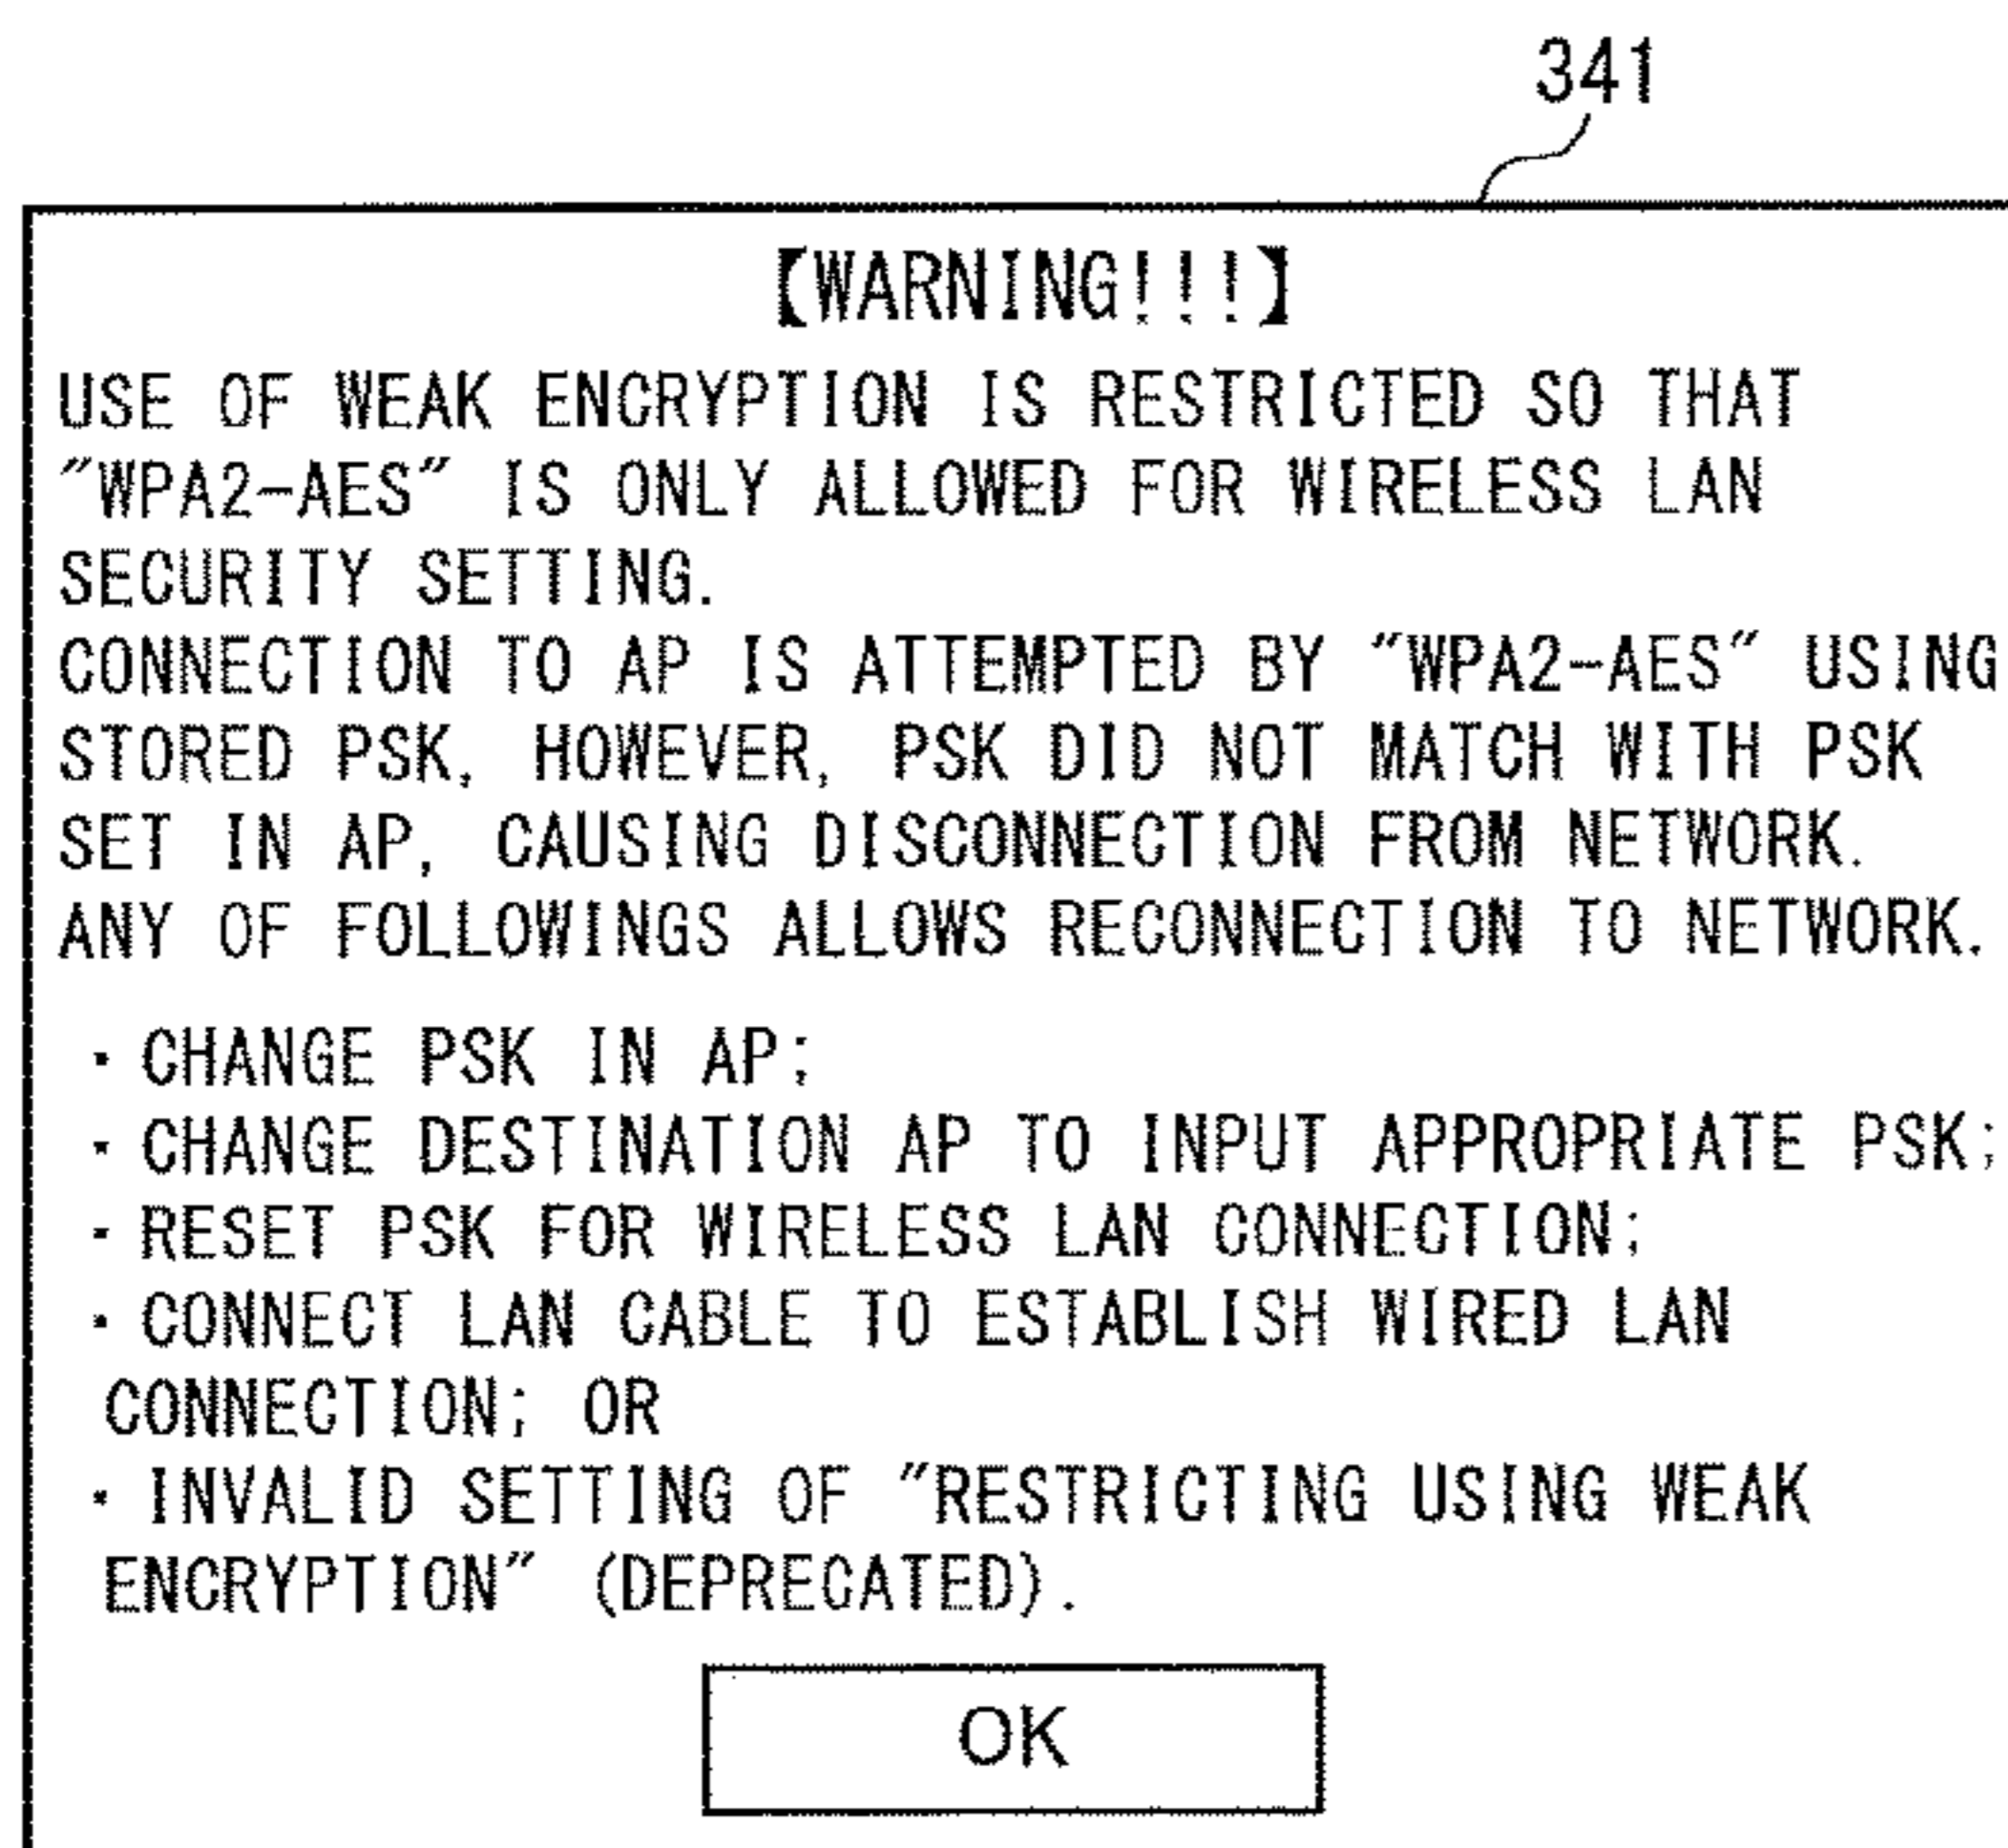 341
【WARNING!!!】
USE OF WEAK ENCRYPTION IS RESTRICTED SO THAT
"WPA2-AES" IS ONLY ALLOWED FOR WIRELESS LAN
SECURITY SETTING.
CONNECTION TO AP IS ATTEMPTED BY "WPA2-AES" USING
STORED PSK, HOWEVER, PSK DID NOT MATCH WITH PSK
SET IN AP, CAUSING DISCONNECTION FROM NETWORK.
ANY OF FOLLOWINGS ALLOWS RECONNECTION TO NETWORK.
・CHANGE PSK IN AP;
・CHANGE DESTINATION AP TO INPUT APPROPRIATE PSK;
・RESET PSK FOR WIRELESS LAN CONNECTION;
・CONNECT LAN CABLE TO ESTABLISH WIRED LAN
CONNECTION; OR
・INVALID SETTING OF "RESTRICTING USING WEAK
ENCRYPTION" (DEPRECATED).
OK